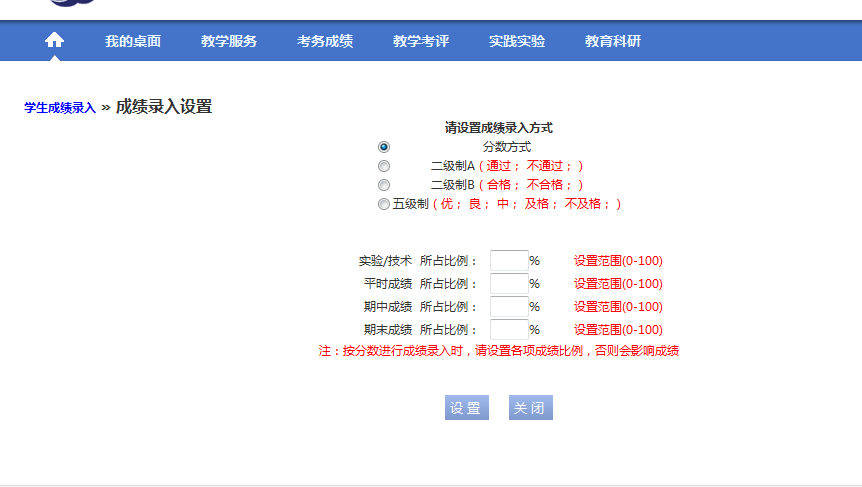 我的桌面 教学服务 考务成绩 教学考评 实践实验 教育科研
学生成绩录入 » 成绩录入设置
请设置成绩录入方式
分数方式
二级制A（通过； 不通过；）
二级制B（合格； 不合格；）
五级制（优； 良； 中； 及格； 不及格；）
实验/技术 所占比例： % 设置范围(0-100)
平时成绩 所占比例： % 设置范围(0-100)
期中成绩 所占比例： % 设置范围(0-100)
期末成绩 所占比例： % 设置范围(0-100)
注：按分数进行成绩录入时，请设置各项成绩比例，否则会影响成绩
设置 关闭